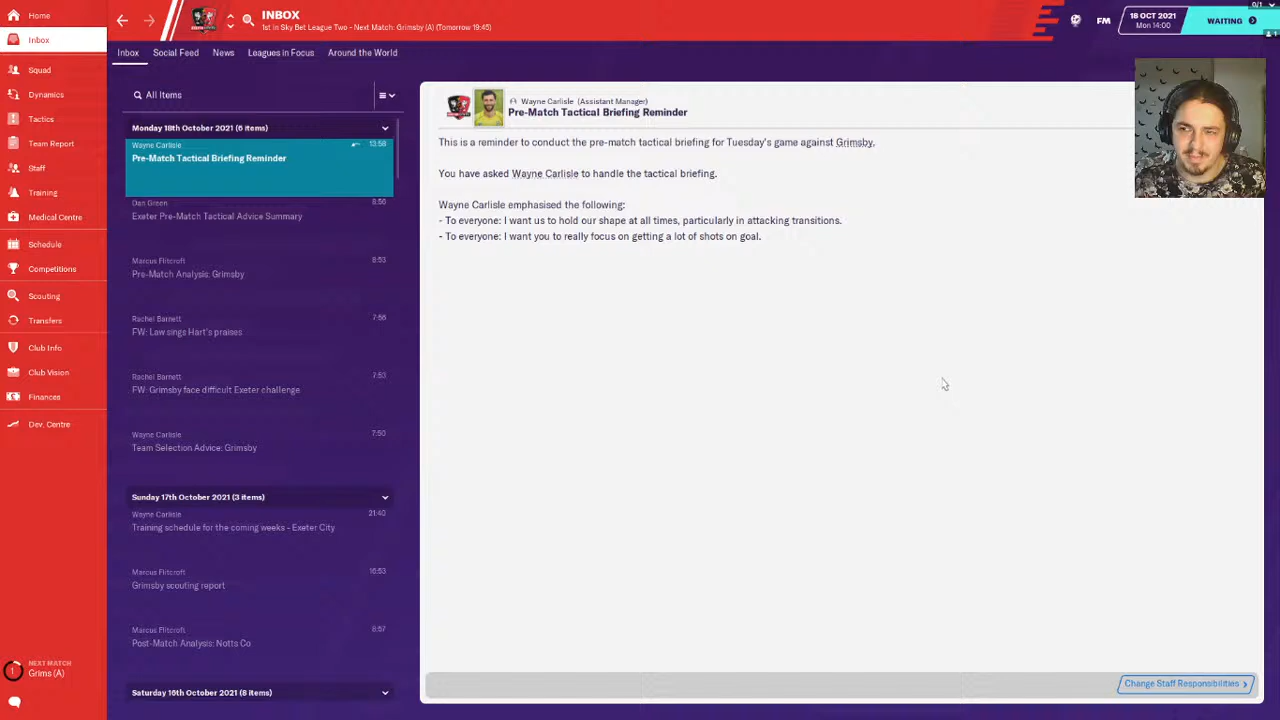 Home
Inbox
Squad
Dynamics
Tactics
Team Report
Staff
Training
Medical Centre
Schedule
Competitions
Scouting
Transfers
Club Info
Club Vision
Finances
Dev. Centre
1
NEXT MATCH
Grims (A)
INBOX
1st in Sky Bet League Two - Next Match: Grimsby (A) (Tomorrow 19:45)
FM
18 OCT 2021
Mon 14:00
WAITING
0/1
1
Inbox
Social Feed
News
Leagues in Focus
Around the World
All Items
Monday 18th October 2021 (6 items)
Wayne Carlisle 13:58
Pre-Match Tactical Briefing Reminder
Dan Green 8:56
Exeter Pre-Match Tactical Advice Summary
Marcus Flitcroft 8:53
Pre-Match Analysis: Grimsby
Rachel Barnett 7:56
FW: Law sings Hart's praises
Rachel Barnett 7:53
FW: Grimsby face difficult Exeter challenge
Wayne Carlisle 7:50
Team Selection Advice: Grimsby
Sunday 17th October 2021 (3 items)
Wayne Carlisle 21:40
Training schedule for the coming weeks - Exeter City
Marcus Flitcroft 16:53
Grimsby scouting report
Marcus Flitcroft 8:57
Post-Match Analysis: Notts Co
Saturday 16th October 2021 (8 items)
Wayne Carlisle (Assistant Manager)
Pre-Match Tactical Briefing Reminder
This is a reminder to conduct the pre-match tactical briefing for Tuesday's game against Grimsby.
You have asked Wayne Carlisle to handle the tactical briefing.
Wayne Carlisle emphasised the following:
- To everyone: I want us to hold our shape at all times, particularly in attacking transitions.
- To everyone: I want you to really focus on getting a lot of shots on goal.
Change Staff Responsibilities